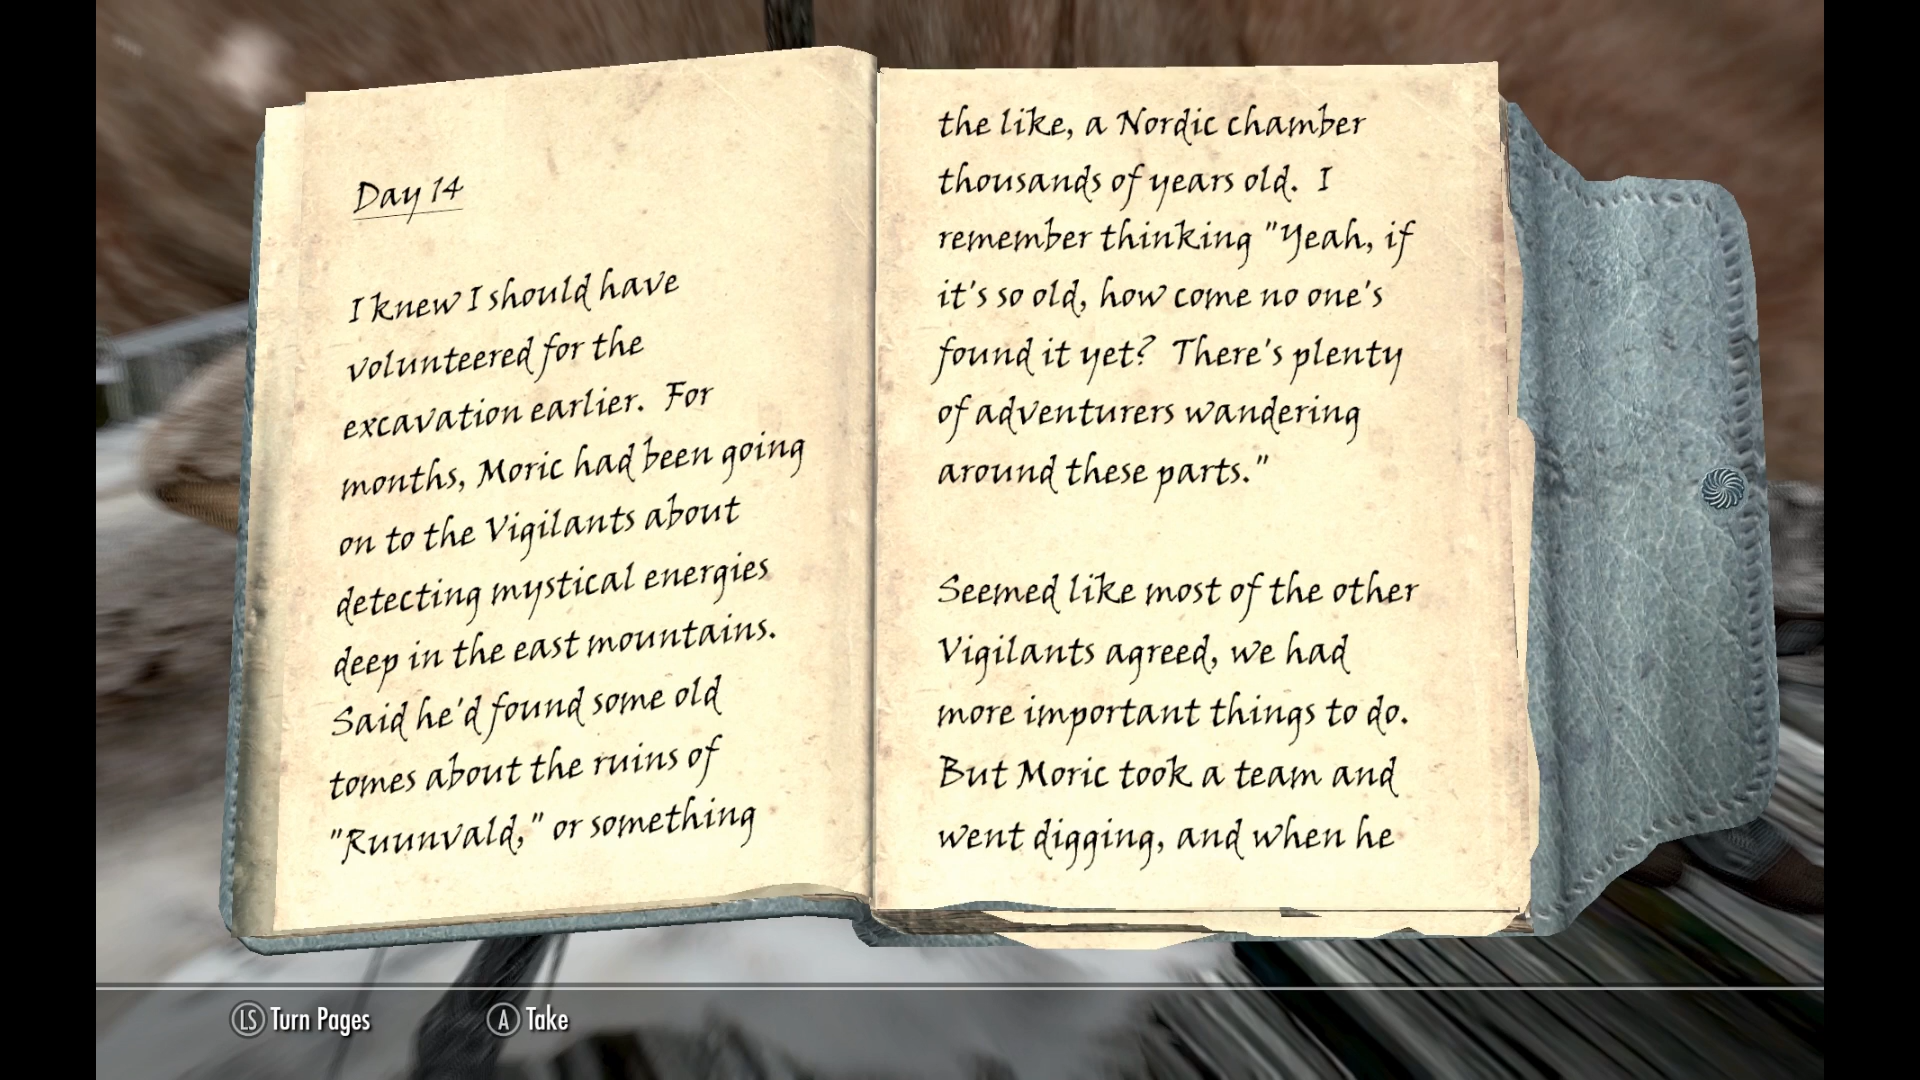 Day 14
I knew I should have
volunteered for the
excavation earlier. For
months, Moric had been going
on to the Vigilants about
detecting mystical energies
deep in the east mountains.
Said he'd found some old
tomes about the ruins of
"Ruunvald," or something
the like, a Nordic chamber
thousands of years old. I
remember thinking "Yeah, if
it's so old, how come no one's
found it yet? There's plenty
of adventurers wandering
around these parts."
Seemed like most of the other
Vigilants agreed, we had
more important things to do.
But Moric took a team and
went digging, and when he
LS Turn Pages
A Take